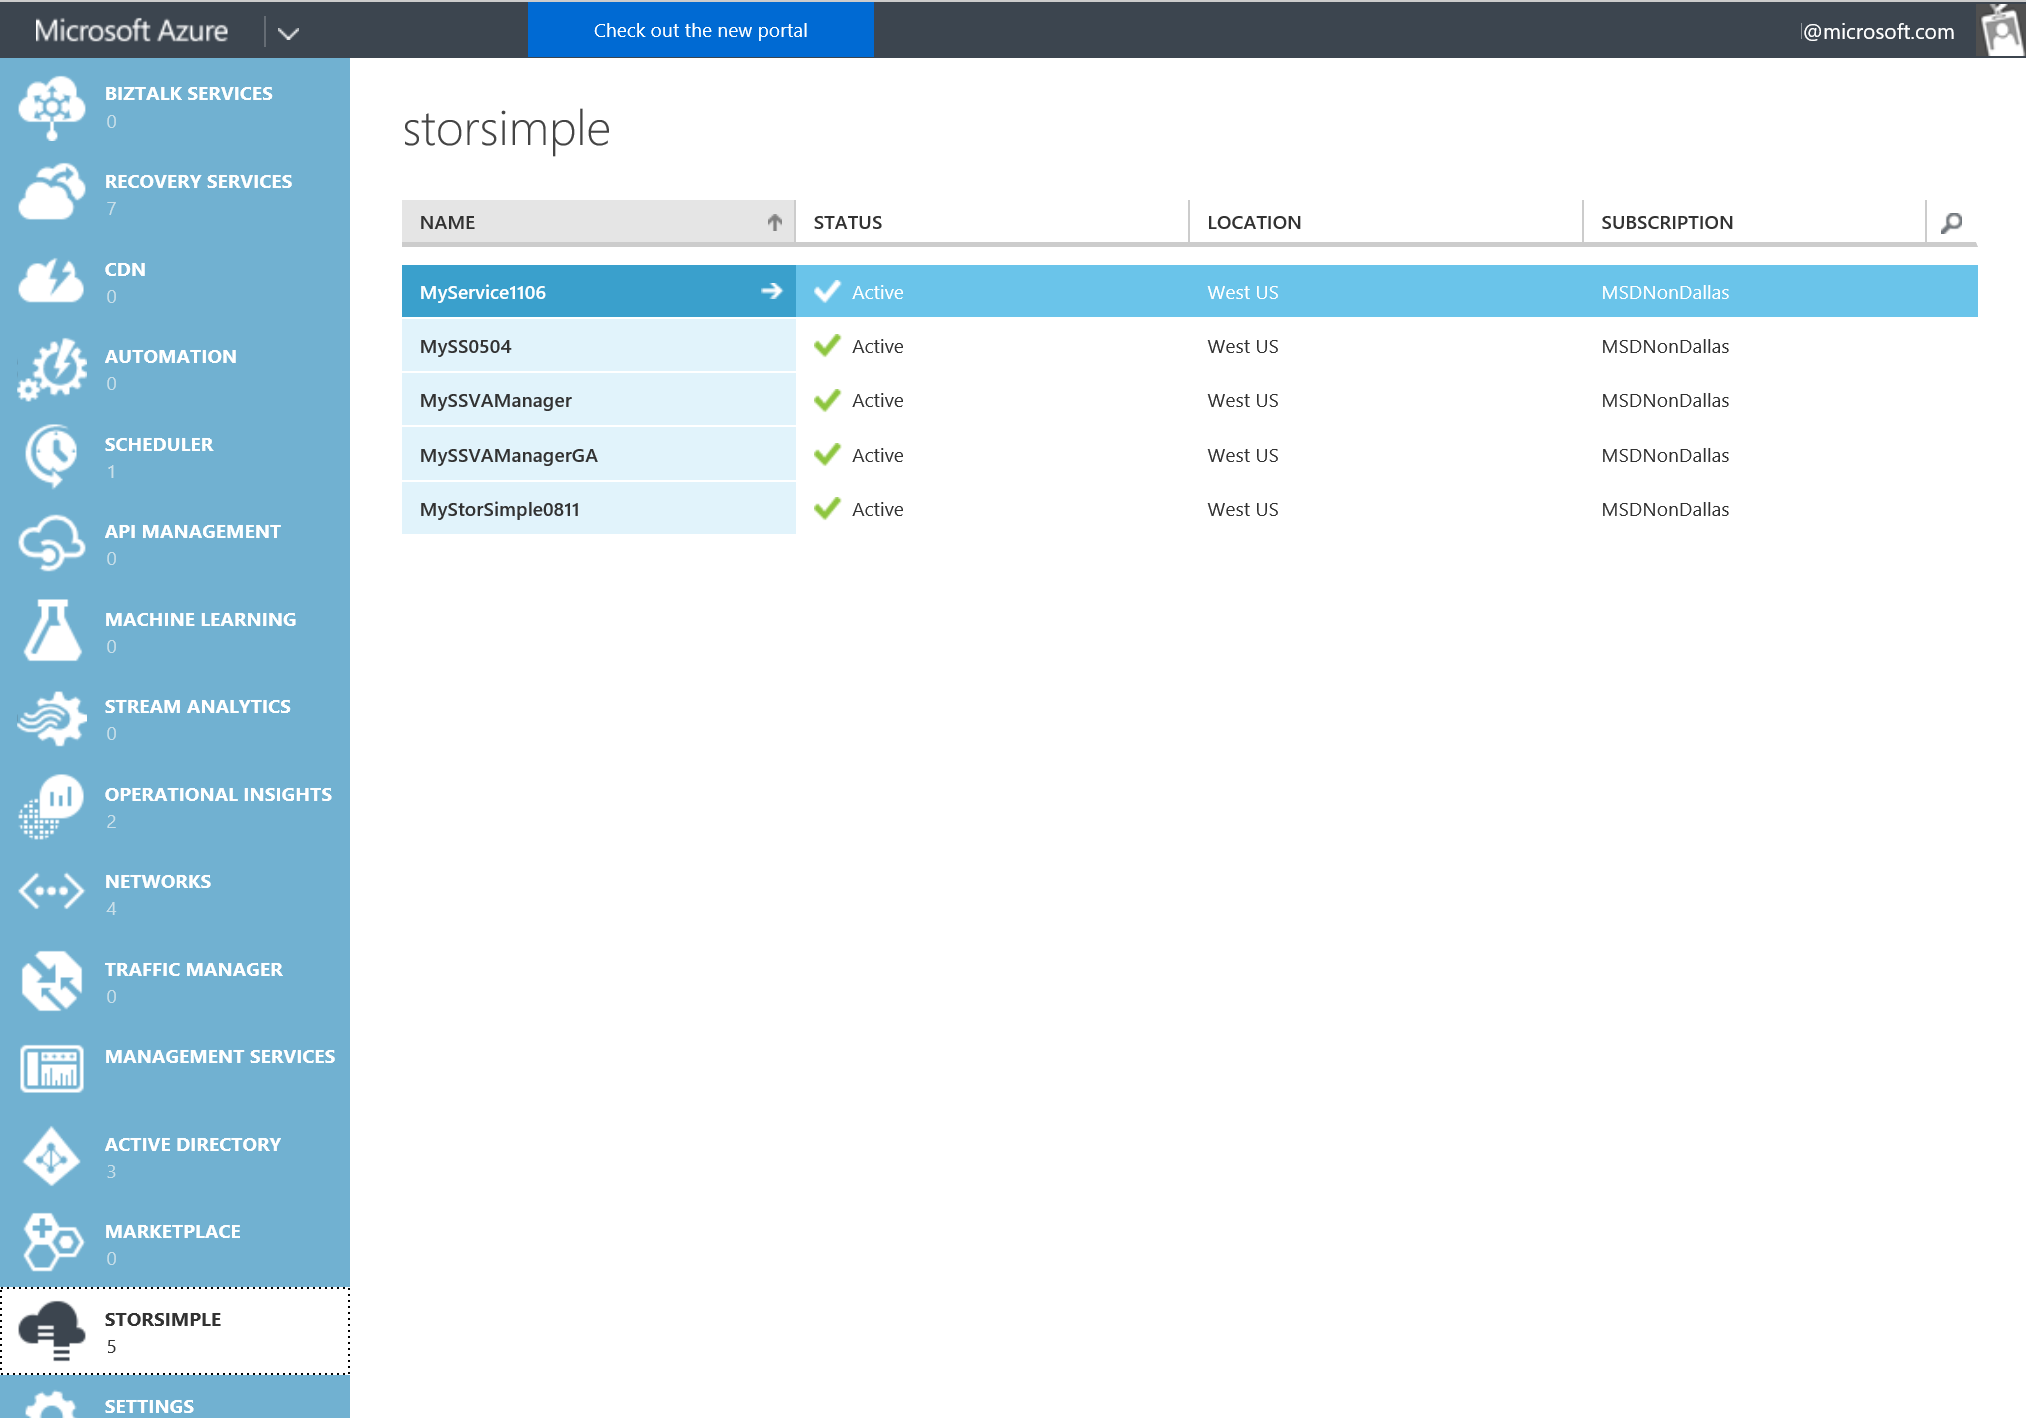 Microsoft Azure
Check out the new portal
@microsoft.com
BIZTALK SERVICES
0
RECOVERY SERVICES
7
CDN
0
AUTOMATION
0
SCHEDULER
1
API MANAGEMENT
0
MACHINE LEARNING
0
STREAM ANALYTICS
0
OPERATIONAL INSIGHTS
2
NETWORKS
4
TRAFFIC MANAGER
0
MANAGEMENT SERVICES
ACTIVE DIRECTORY
3
MARKETPLACE
0
STORSIMPLE
5
SETTINGS
storsimple
NAME STATUS LOCATION SUBSCRIPTION
MyService1106 Active West US MSDNonDallas
MySS0504 Active West US MSDNonDallas
MySSVAManager Active West US MSDNonDallas
MySSVAManagerGA Active West US MSDNonDallas
MyStorSimple0811 Active West US MSDNonDallas